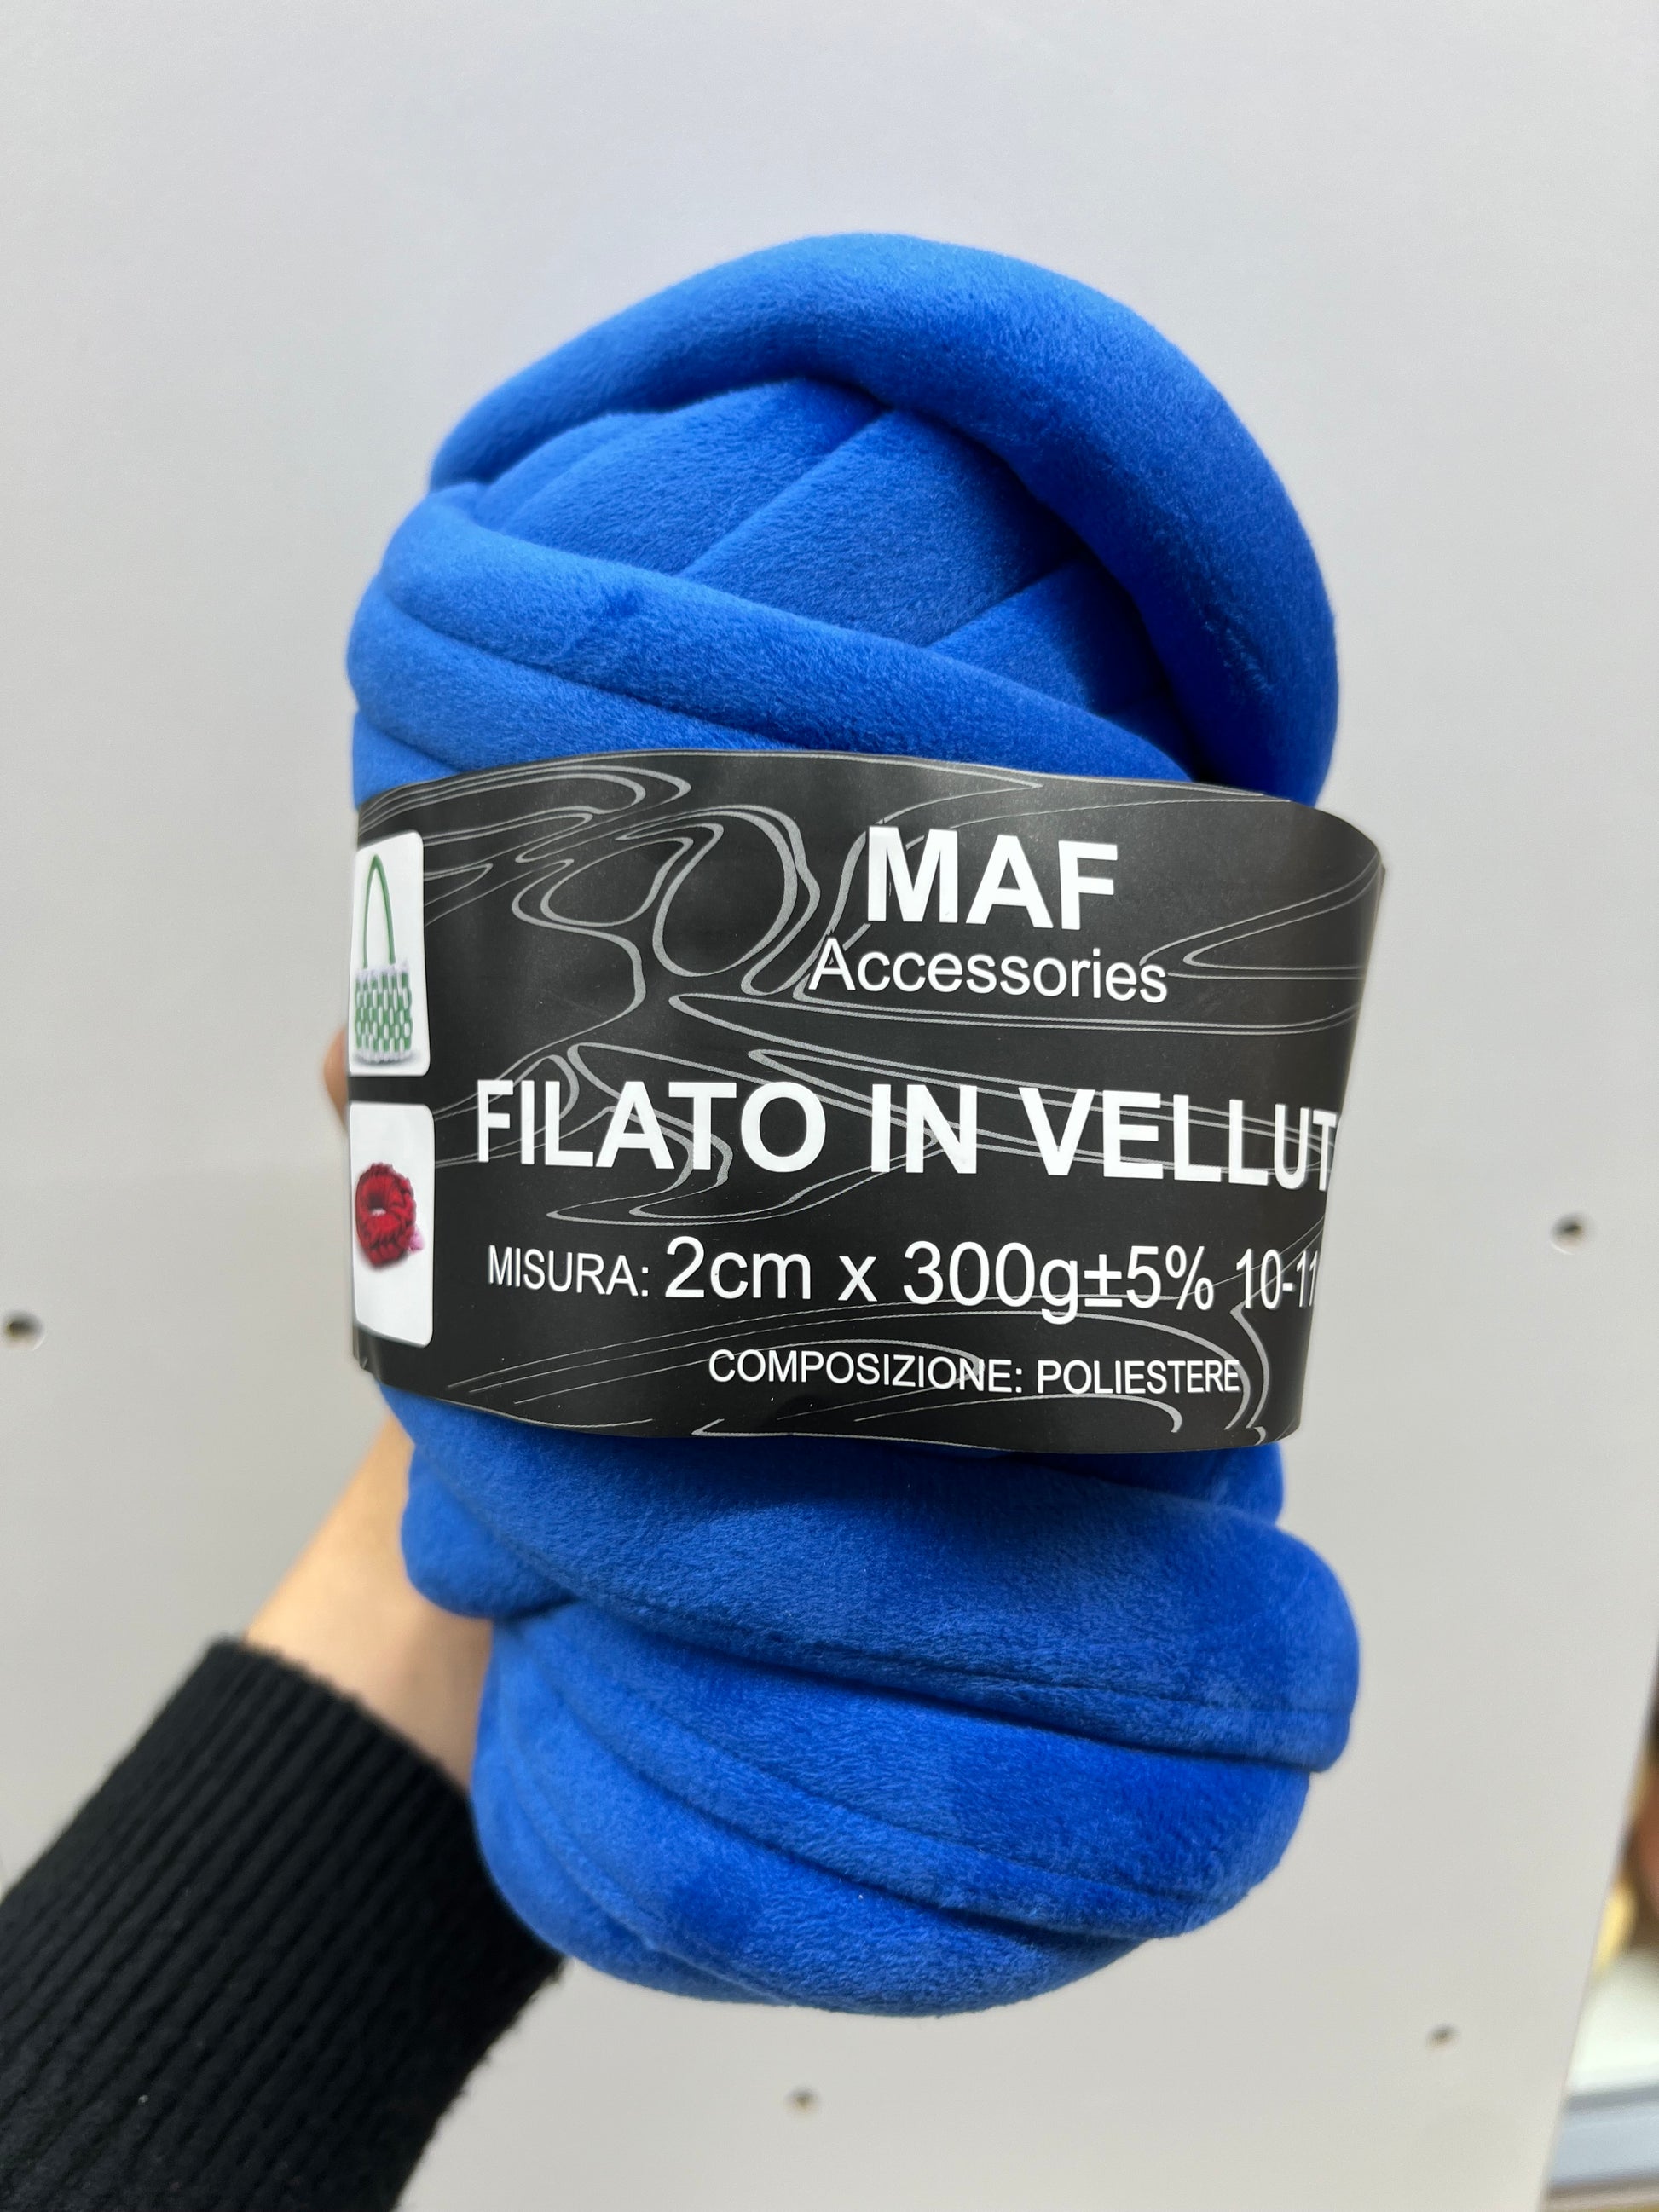 MAF
Accessories
FILATO IN VELLUT
MISURA: 2cm x 300g±5% 10-11
COMPOSIZIONE: POLIESTERE